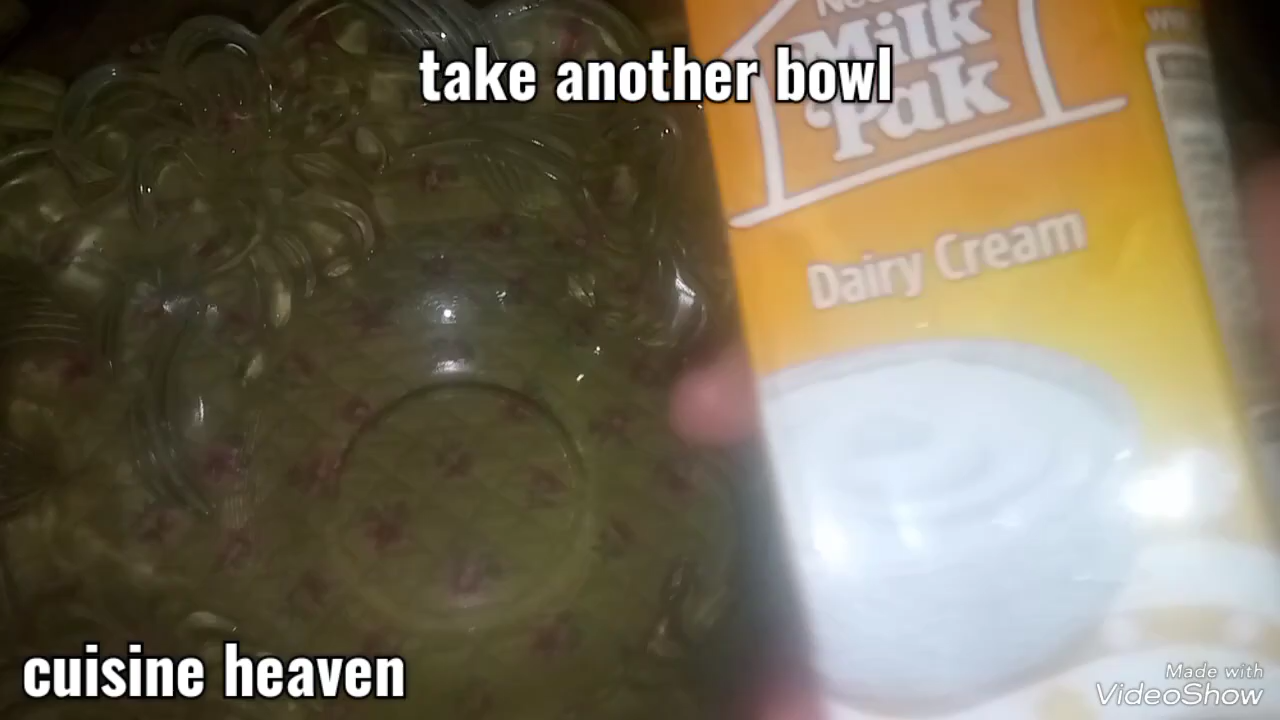 take another bowl
Milk
Pak
Dairy Cream
cuisine heaven
Made with
VideoShow